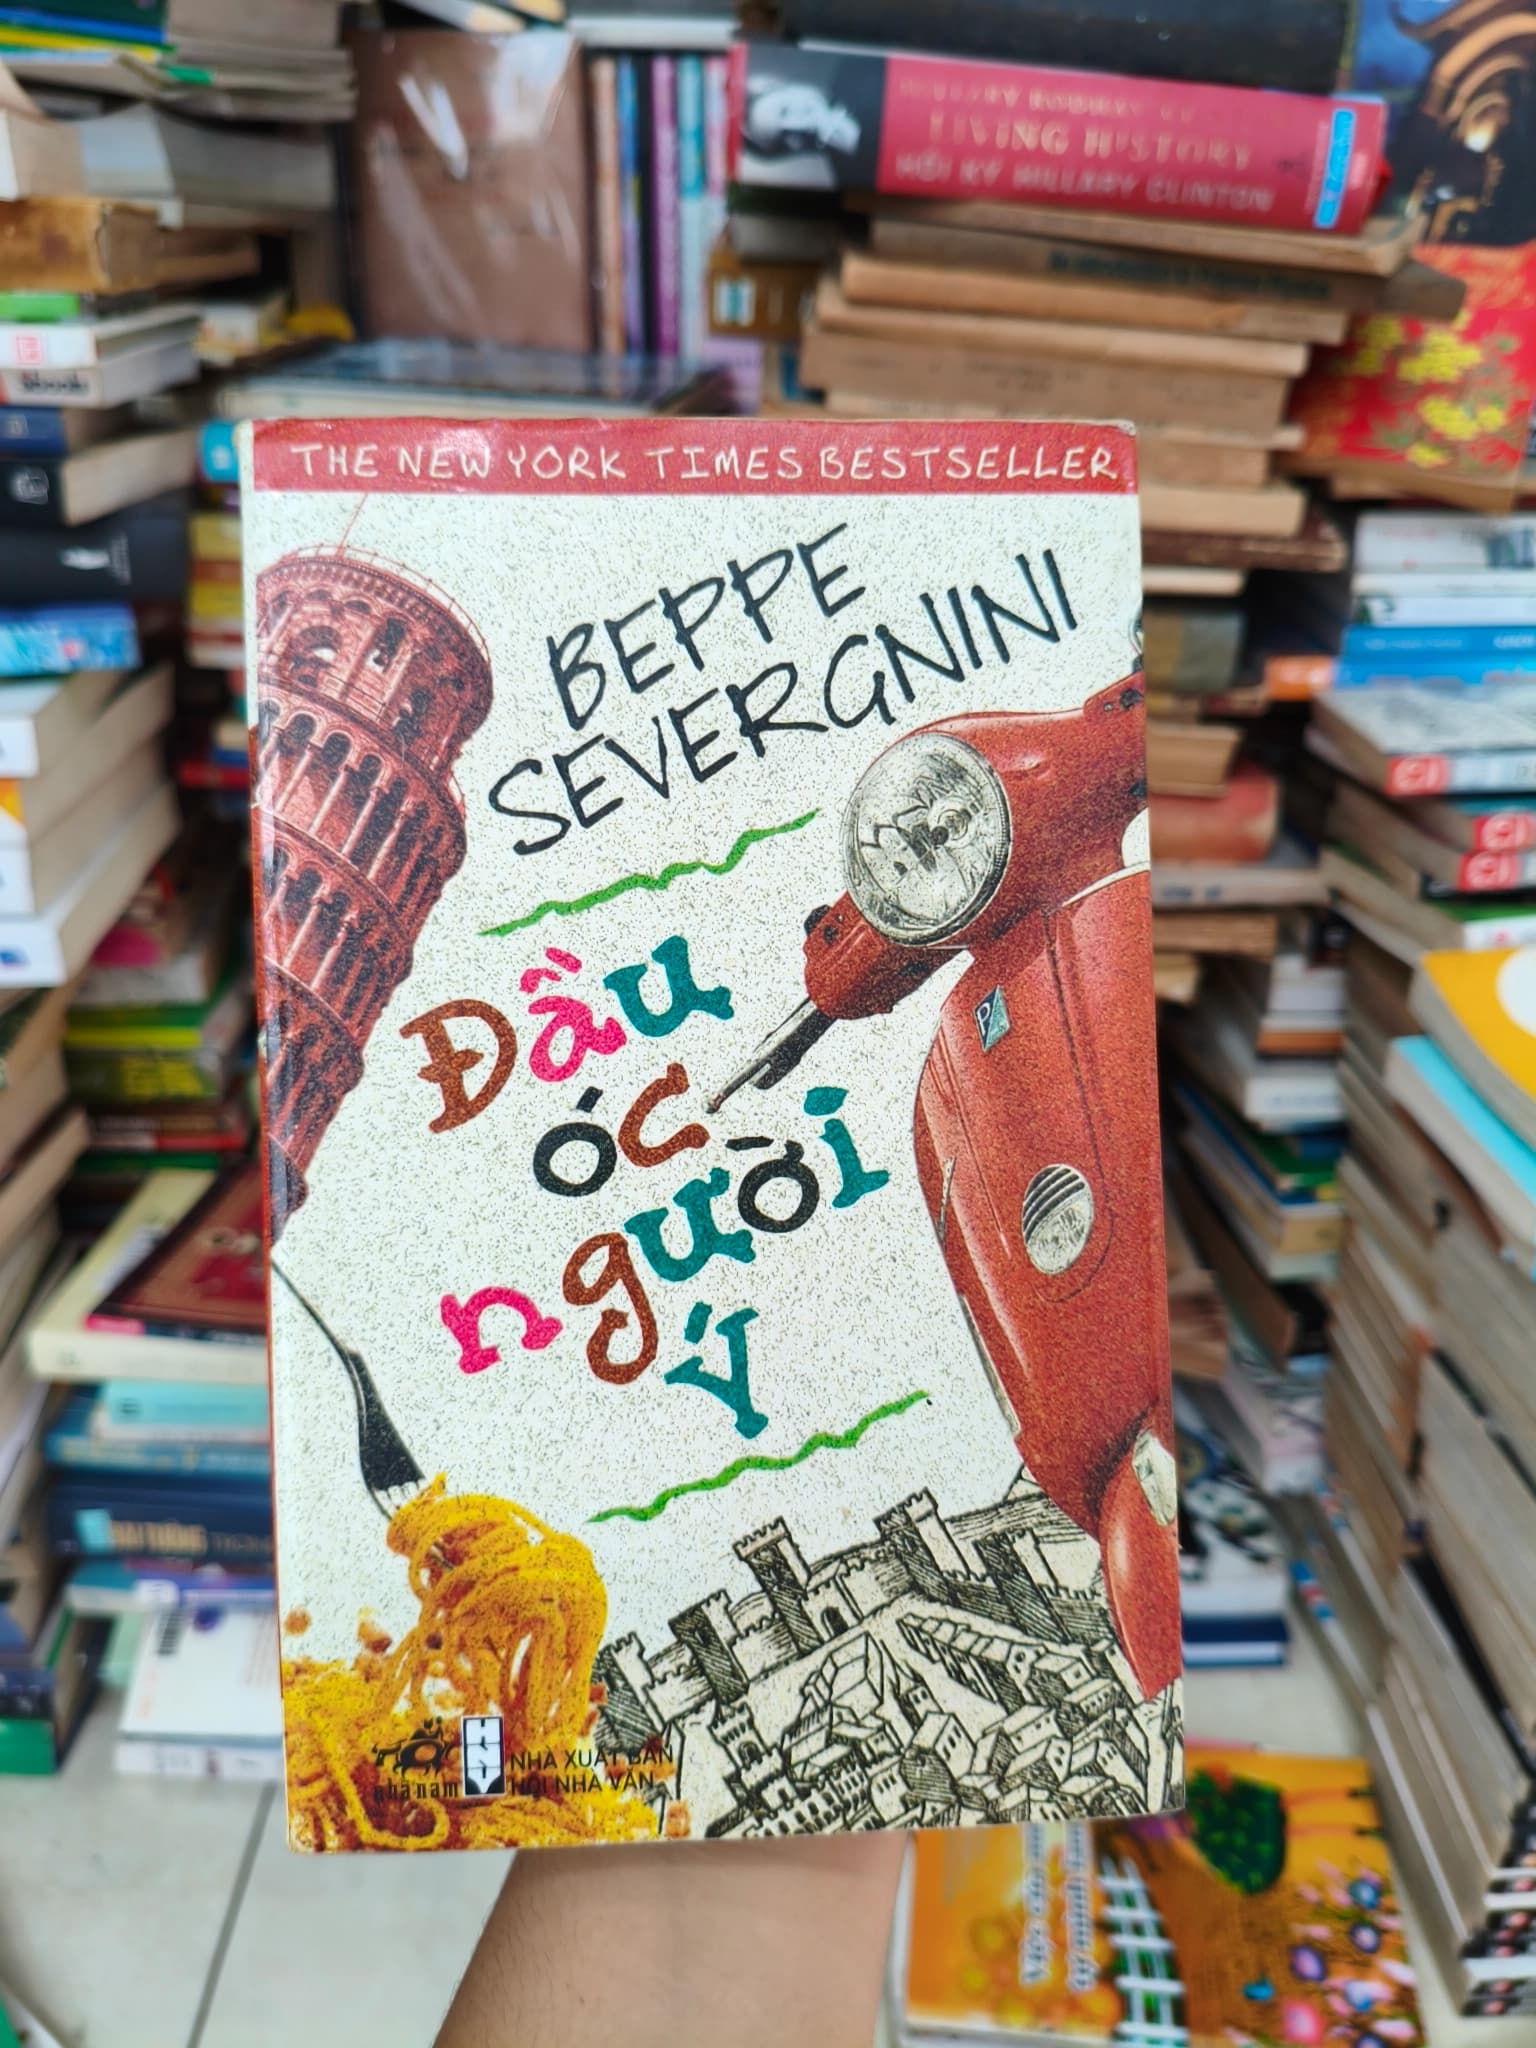 LIVING HISTORY
HỒI KÝ HILLARY CLINTON
THE NEW YORK TIMES BESTSELLER
BEPPE
SEVERGNINI
Đầu
óc
người
Ý
nhã nam
NHÀ XUẤT BẢN
HỘI NHÀ VĂN